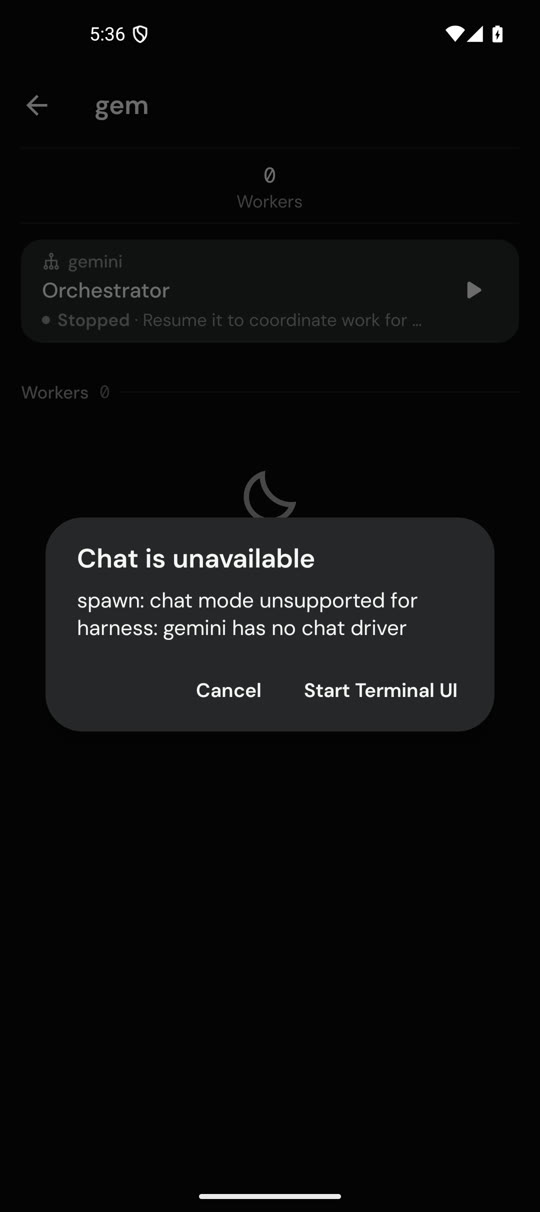 5:36
gem
0
Workers
gemini
Orchestrator
Stopped · Resume it to coordinate work for ...
Workers 0
Chat is unavailable
spawn: chat mode unsupported for
harness: gemini has no chat driver
Cancel Start Terminal UI